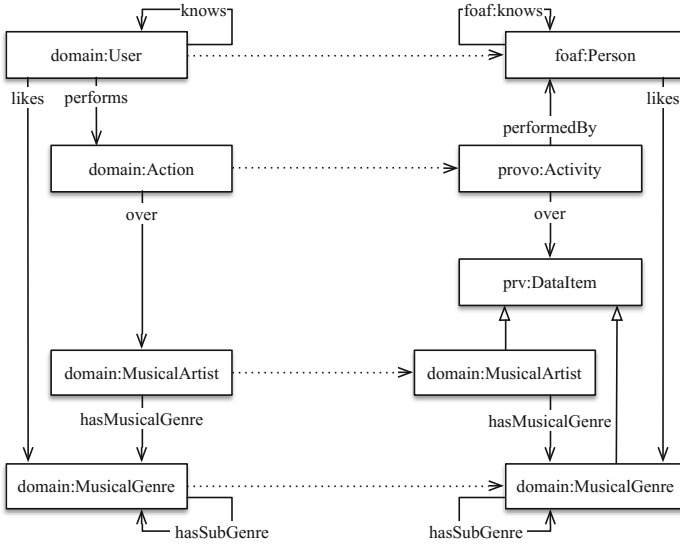 knows
foaf:knows
domain:User
foaf:Person
likes
performs
likes
performedBy
domain:Action
provo:Activity
over
over
prv:DataItem
domain:MusicalArtist
domain:MusicalArtist
hasMusicalGenre
hasMusicalGenre
domain:MusicalGenre
domain:MusicalGenre
hasSubGenre
hasSubGenre